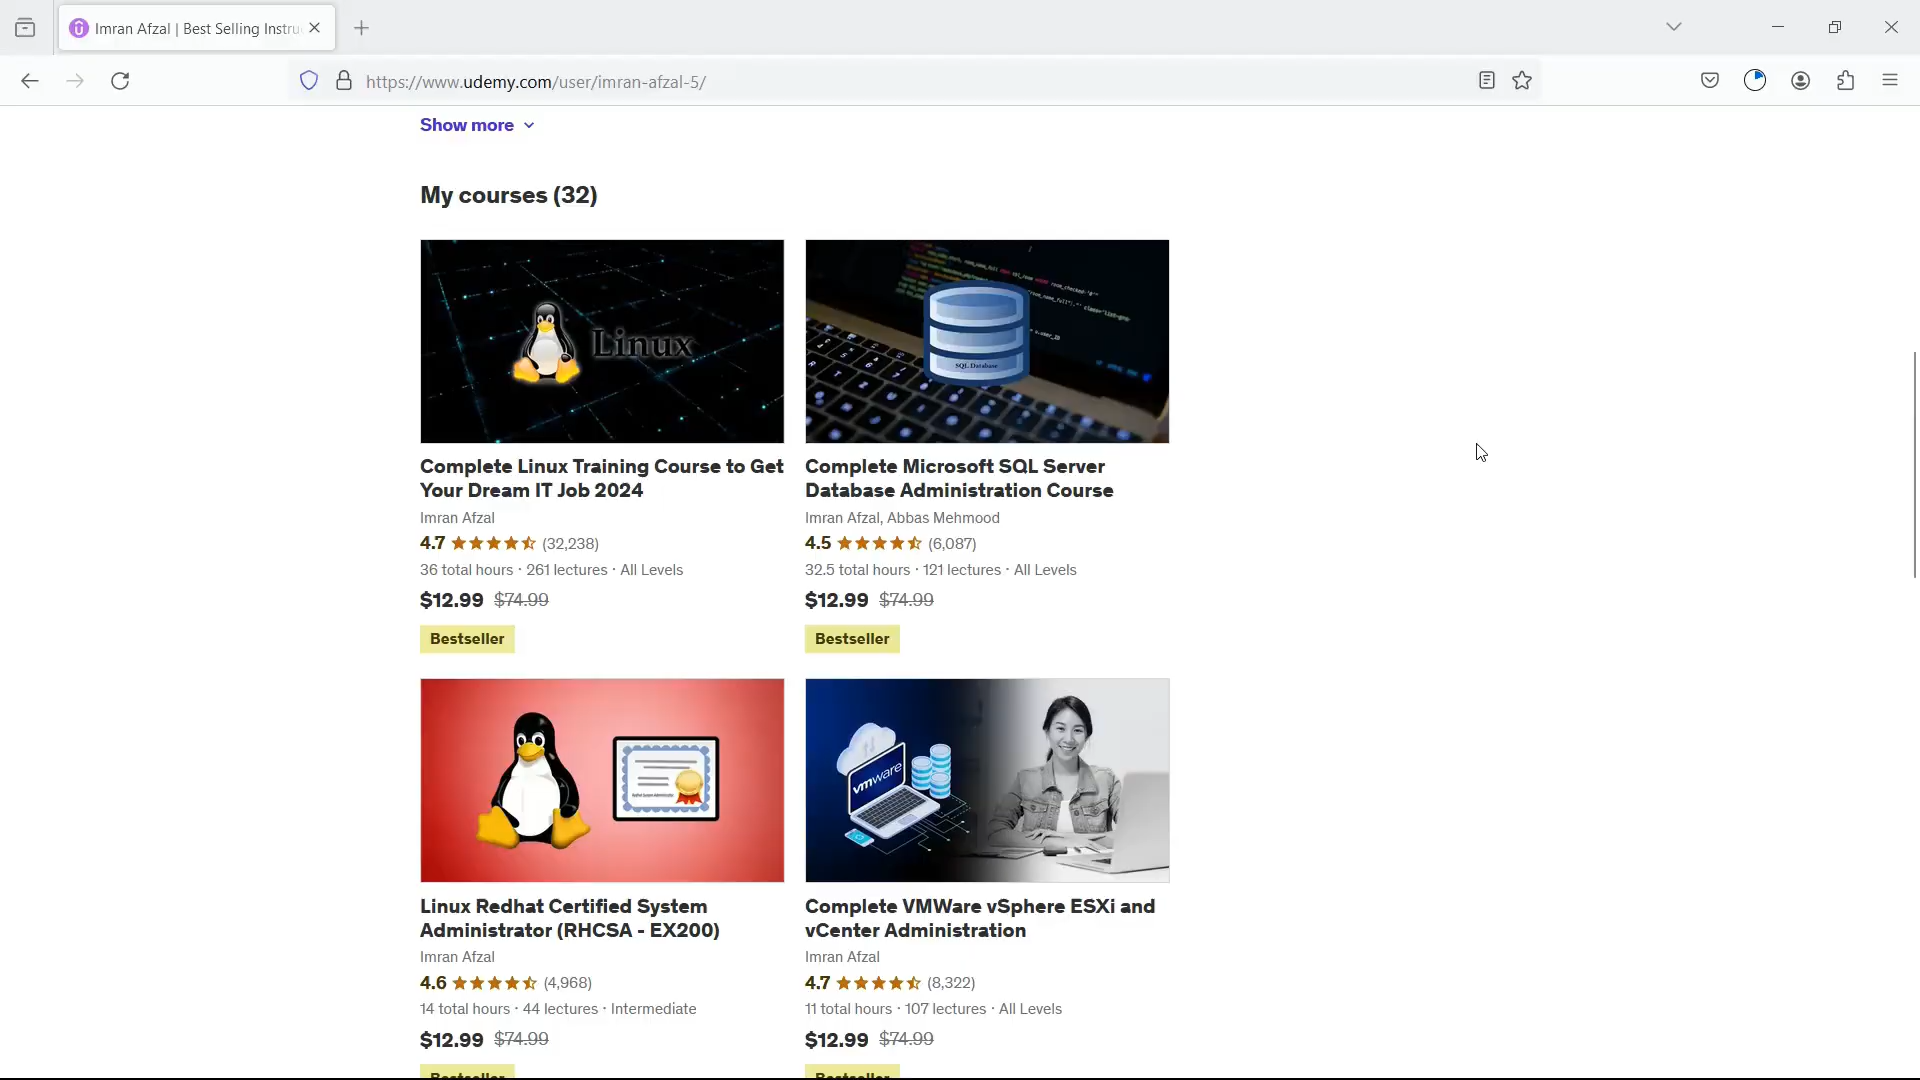 Imran Afzal | Best Selling Instru
https://www.udemy.com/user/imran-afzal-5/
Show more
My courses (32)
Linux
SQL Database
Complete Linux Training Course to Get
Your Dream IT Job 2024
Imran Afzal
4.7 (32,238)
36 total hours · 261 lectures · All Levels
$12.99 $74.99
Bestseller
Complete Microsoft SQL Server
Database Administration Course
Imran Afzal, Abbas Mehmood
4.5 (6,087)
32.5 total hours · 121 lectures · All Levels
$12.99 $74.99
Bestseller
vmware
Linux Redhat Certified System
Administrator (RHCSA - EX200)
Imran Afzal
4.6 (4,968)
14 total hours · 44 lectures · Intermediate
$12.99 $74.99
Bestseller
Complete VMWare vSphere ESXi and
vCenter Administration
Imran Afzal
4.7 (8,322)
11 total hours · 107 lectures · All Levels
$12.99 $74.99
Bestseller